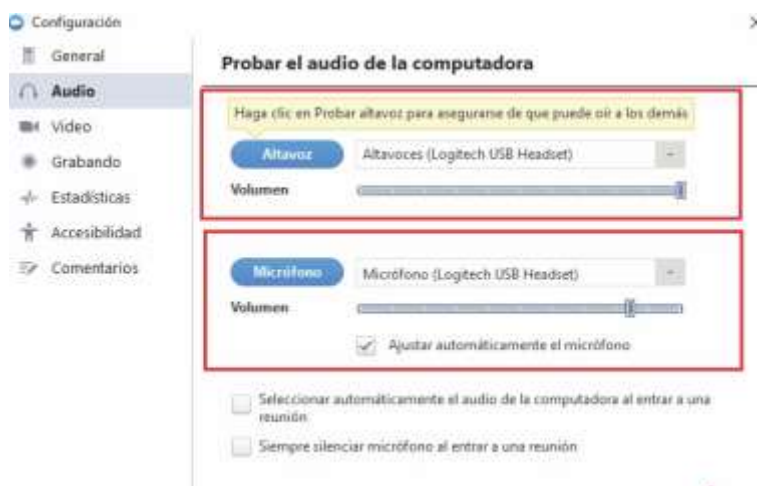 Configuración
General
Audio
Video
Grabando
Estadísticas
Accesibilidad
Comentarios
Probar el audio de la computadora
Haga clic en Probar altavoz para asegurarse de que puede oír a los demás
Altavoz
Altavoces (Logitech USB Headset)
Volumen
Micrófono
Micrófono (Logitech USB Headset)
Volumen
Ajustar automáticamente el micrófono
Seleccionar automáticamente el audio de la computadora al entrar a una
reunión
Siempre silenciar micrófono al entrar a una reunión